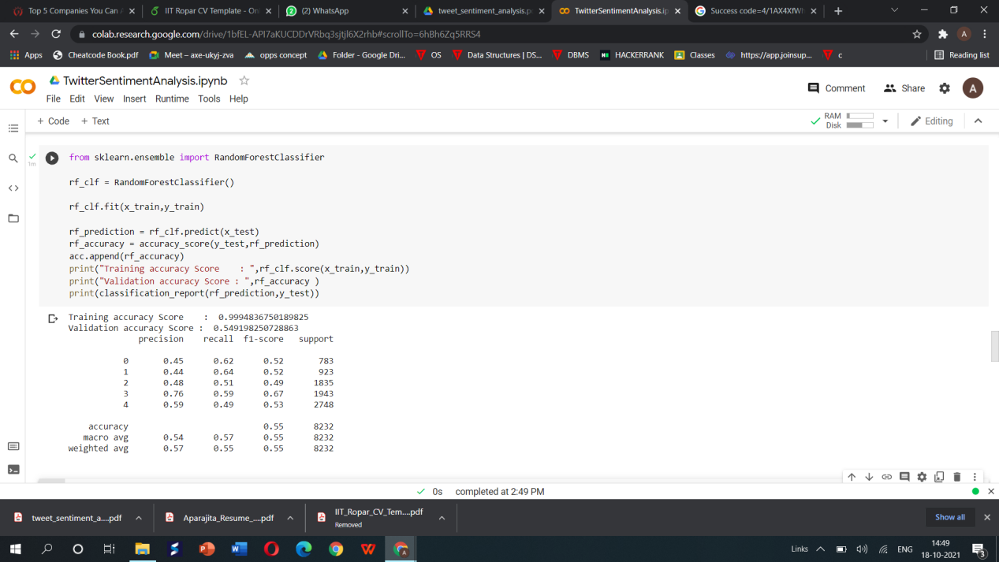 Top 5 Companies You Can
IIT Ropar CV Template - On
(2) WhatsApp
tweet_sentiment_analysis.p
TwitterSentimentAnalysis.ip
Success code=4/1AX4XfW
colab.research.google.com/drive/1bfEL-API7aKUCDDrVRbq3sjtjl6X2rhb#scrollTo=6hBh6Zq5RRS4
A
Apps
Cheatcode Book.pdf
Meet – axe-ukyj-zva
opps concept
Folder - Google Dri...
OS
Data Structures | DS...
DBMS
HACKERRANK
Classes
https://app.joinsup...
c
Reading list
TwitterSentimentAnalysis.ipynb
Comment
Share
A
File Edit View Insert Runtime Tools Help
+ Code + Text
RAM
Disk
Editing
1m
from sklearn.ensemble import RandomForestClassifier
rf_clf = RandomForestClassifier()
rf_clf.fit(x_train,y_train)
rf_prediction = rf_clf.predict(x_test)
rf_accuracy = accuracy_score(y_test,rf_prediction)
acc.append(rf_accuracy)
print("Training accuracy Score    : ",rf_clf.score(x_train,y_train))
print("Validation accuracy Score : ",rf_accuracy )
print(classification_report(rf_prediction,y_test))
Training accuracy Score    :  0.9994836750189825
Validation accuracy Score :  0.549198250728863
precision recall f1-score support
0 0.45 0.62 0.52 783
1 0.44 0.64 0.52 923
2 0.48 0.51 0.49 1835
3 0.76 0.59 0.67 1943
4 0.59 0.49 0.53 2748
accuracy 0.55 8232
macro avg 0.54 0.57 0.55 8232
weighted avg 0.57 0.55 0.55 8232
0s completed at 2:49 PM
tweet_sentiment_a....pdf
Aparajita_Resume_....pdf
IIT_Ropar_CV_Tem....pdf
Removed
Show all
Links
ENG
14:49
18-10-2021
3